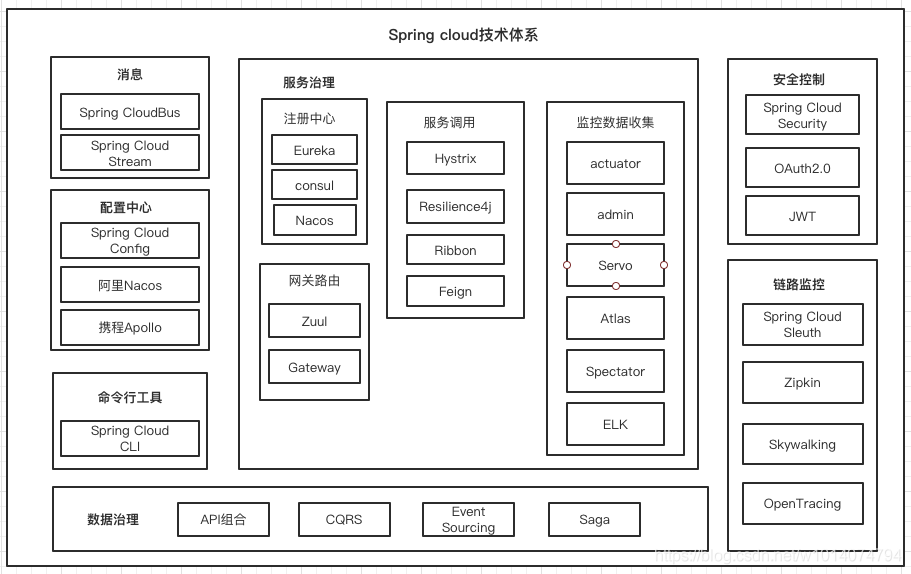 Spring cloud技术体系
消息
Spring CloudBus
Spring Cloud
Stream
配置中心
Spring Cloud
Config
阿里Nacos
携程Apollo
命令行工具
Spring Cloud
CLI
服务治理
注册中心
Eureka
consul
Nacos
网关路由
Zuul
Gateway
服务调用
Hystrix
Resilience4j
Ribbon
Feign
监控数据收集
actuator
admin
Servo
Atlas
Spectator
ELK
安全控制
Spring Cloud
Security
OAuth2.0
JWT
链路监控
Spring Cloud
Sleuth
Zipkin
Skywalking
OpenTracing
数据治理
API组合
CQRS
Event
Sourcing
Saga
https://blog.csdn.net/w1014074794